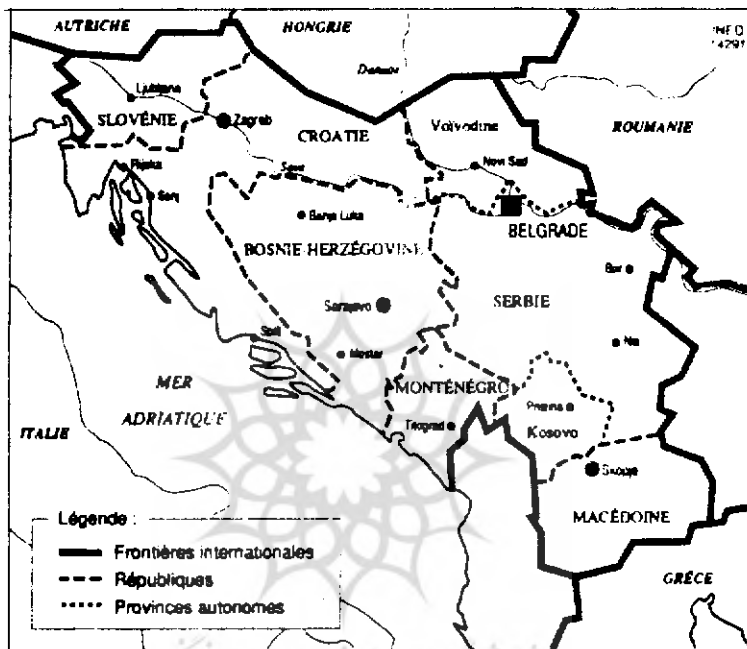 AUTRICHE
HONGRIE
Danube
ROUMANIE
Ljubljana
SLOVÉNIE
Zagreb
CROATIE
Voïvodine
Novi Sad
Rijeka
Senj
Save
Banja Luka
BELGRADE
BOSNIE-HERZÉGOVINE
Bor
SERBIE
Sarajevo
Split
Mostar
Nis
MER
ADRIATIQUE
MONTÉNÉGRO
Pristina
Titograd
Kosovo
ITALIE
Skopje
MACÉDOINE
GRÈCE
Légende :
Frontières internationales
Républiques
Provinces autonomes